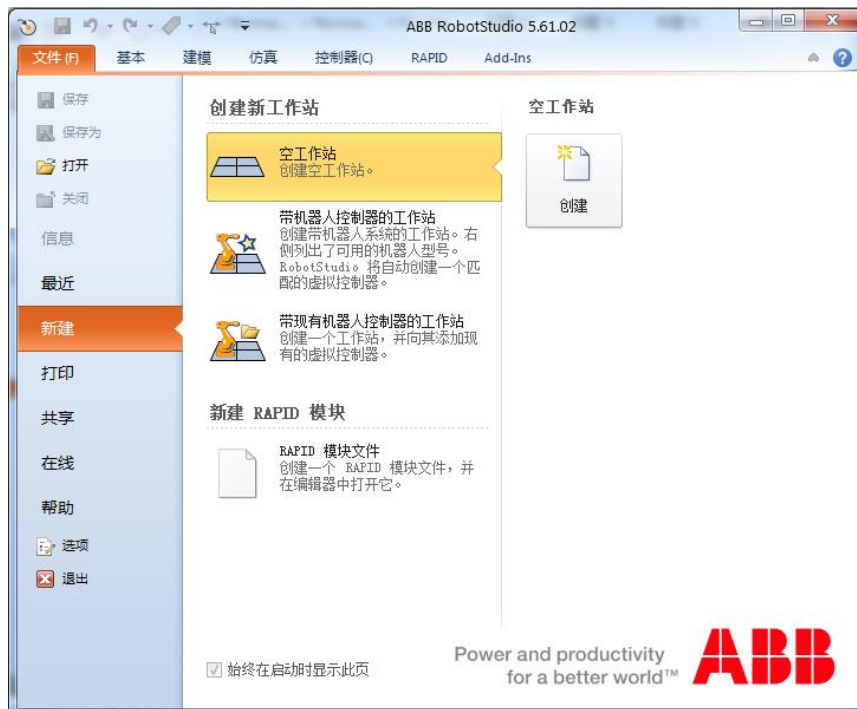 ABB RobotStudio 5.61.02
文件(F) 基本 建模 仿真 控制器(C) RAPID Add-Ins
保存
保存为
打开
关闭
信息
最近
新建
打印
共享
在线
帮助
选项
退出
创建新工作站
空工作站
创建空工作站。
带机器人控制器的工作站
创建带机器人系统的工作站。右
侧列出了可用的机器人型号。
RobotStudio 将自动创建一个匹
配的虚拟控制器。
带现有机器人控制器的工作站
创建一个工作站，并向其添加现
有的虚拟控制器。
新建 RAPID 模块
RAPID 模块文件
创建一个 RAPID 模块文件，并
在编辑器中打开它。
始终在启动时显示此页
空工作站
创建
Power and productivity
for a better world™
ABB